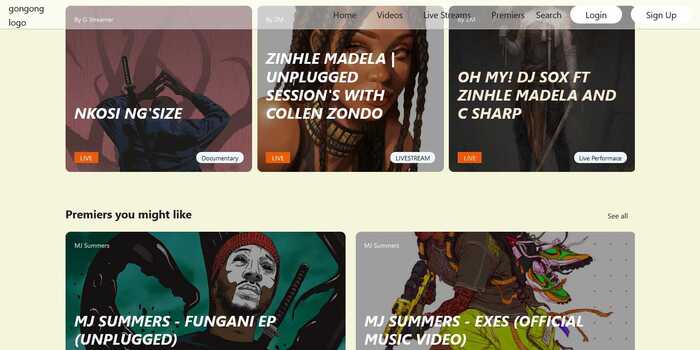 gongong
logo
Home
Videos
Live Streams
Premiers
Search
Login
Sign Up
By G Streamer
NKOSI NG'SIZE
LIVE
Documentary
ZINHLE MADELA |
UNPLUGGED
SESSION'S WITH
COLLEN ZONDO
LIVE
LIVESTREAM
OH MY! DJ SOX FT
ZINHLE MADELA AND
C SHARP
LIVE
Live Performace
Premiers you might like
See all
MJ Summers
MJ SUMMERS - FUNGANI EP
(UNPLUGGED)
MJ Summers
MJ SUMMERS - EXES (OFFICIAL
MUSIC VIDEO)